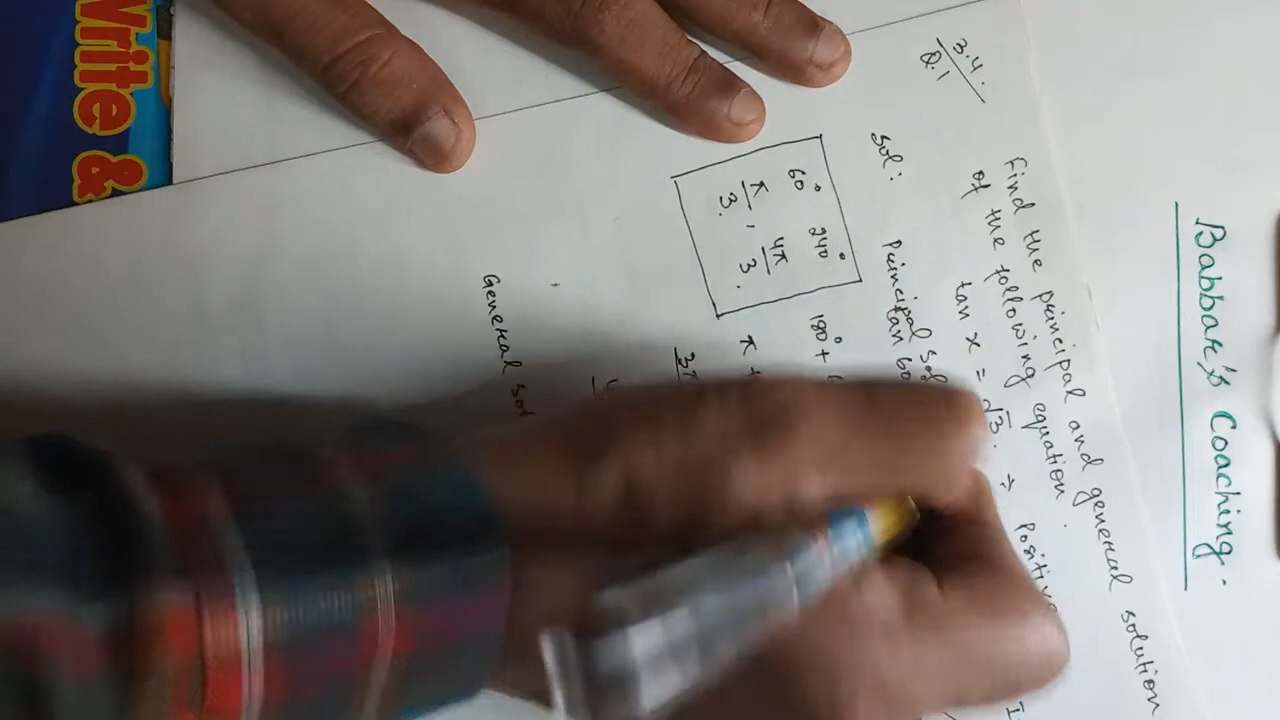 Babbar's Coaching.
3.4.
Q.1
Find the principal and general solution
of the following equation.
tan x = √3. ÷ Positive I
Sol: Principal Sol
tan 60
60° 240° 180° +
π/3, 4π/3. π +
3π
General Sol
Write &